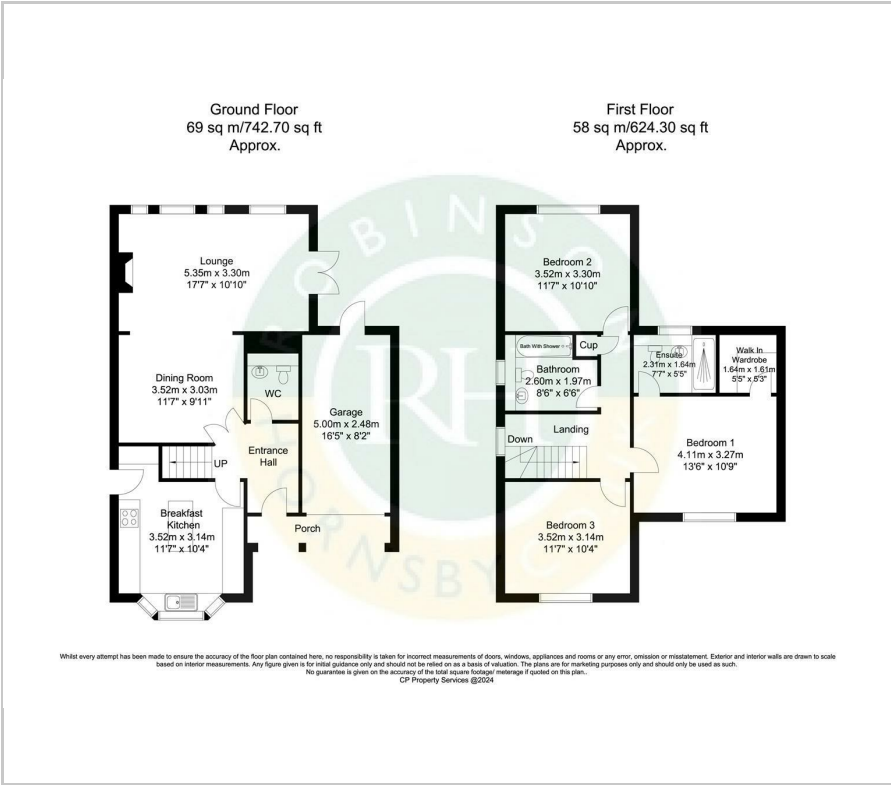 Ground Floor
69 sq m/742.70 sq ft
Approx.
First Floor
58 sq m/624.30 sq ft
Approx.
Lounge
5.35m x 3.30m
17'7" x 10'10"
Dining Room
3.52m x 3.03m
11'7" x 9'11"
WC
Garage
5.00m x 2.48m
16'5" x 8'2"
Entrance
Hall
UP
Breakfast
Kitchen
3.52m x 3.14m
11'7" x 10'4"
Porch
Bedroom 2
3.52m x 3.30m
11'7" x 10'10"
Bath With Shower
Cup
Bathroom
2.60m x 1.97m
8'6" x 6'6"
Ensuite
2.31m x 1.64m
7'7" x 5'5"
Walk In
Wardrobe
1.64m x 1.61m
5'5" x 5'3"
Landing
Down
Bedroom 1
4.11m x 3.27m
13'6" x 10'9"
Bedroom 3
3.52m x 3.14m
11'7" x 10'4"
ROBINSON
RH
HORNSBY
Whilst every attempt has been made to ensure the accuracy of the floor plan contained here, no responsibility is taken for incorrect measurements of doors, windows, appliances and rooms or any error, omission or misstatement. Exterior and interior walls are drawn to scale
based on interior measurements. Any figure given is for initial guidance only and should not be relied on as a basis of valuation. The plans are for marketing purposes only and should only be used as such.
No guarantee is given on the accuracy of the total square footage/ meterage if quoted on this plan..
CP Property Services @2024